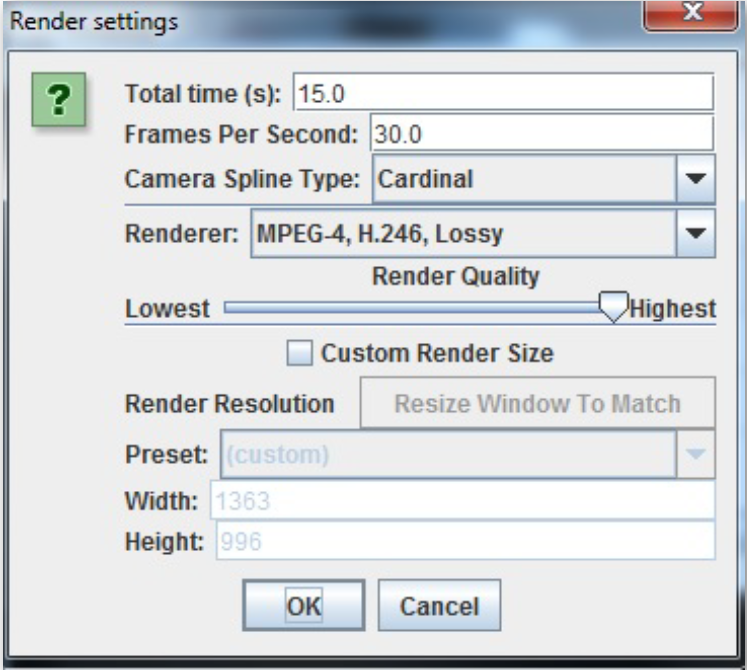 Render settings
?
Total time (s): 15.0
Frames Per Second: 30.0
Camera Spline Type: Cardinal
Renderer: MPEG-4, H.246, Lossy
Render Quality
Lowest Highest
Custom Render Size
Render Resolution Resize Window To Match
Preset: (custom)
Width: 1363
Height: 996
OK Cancel